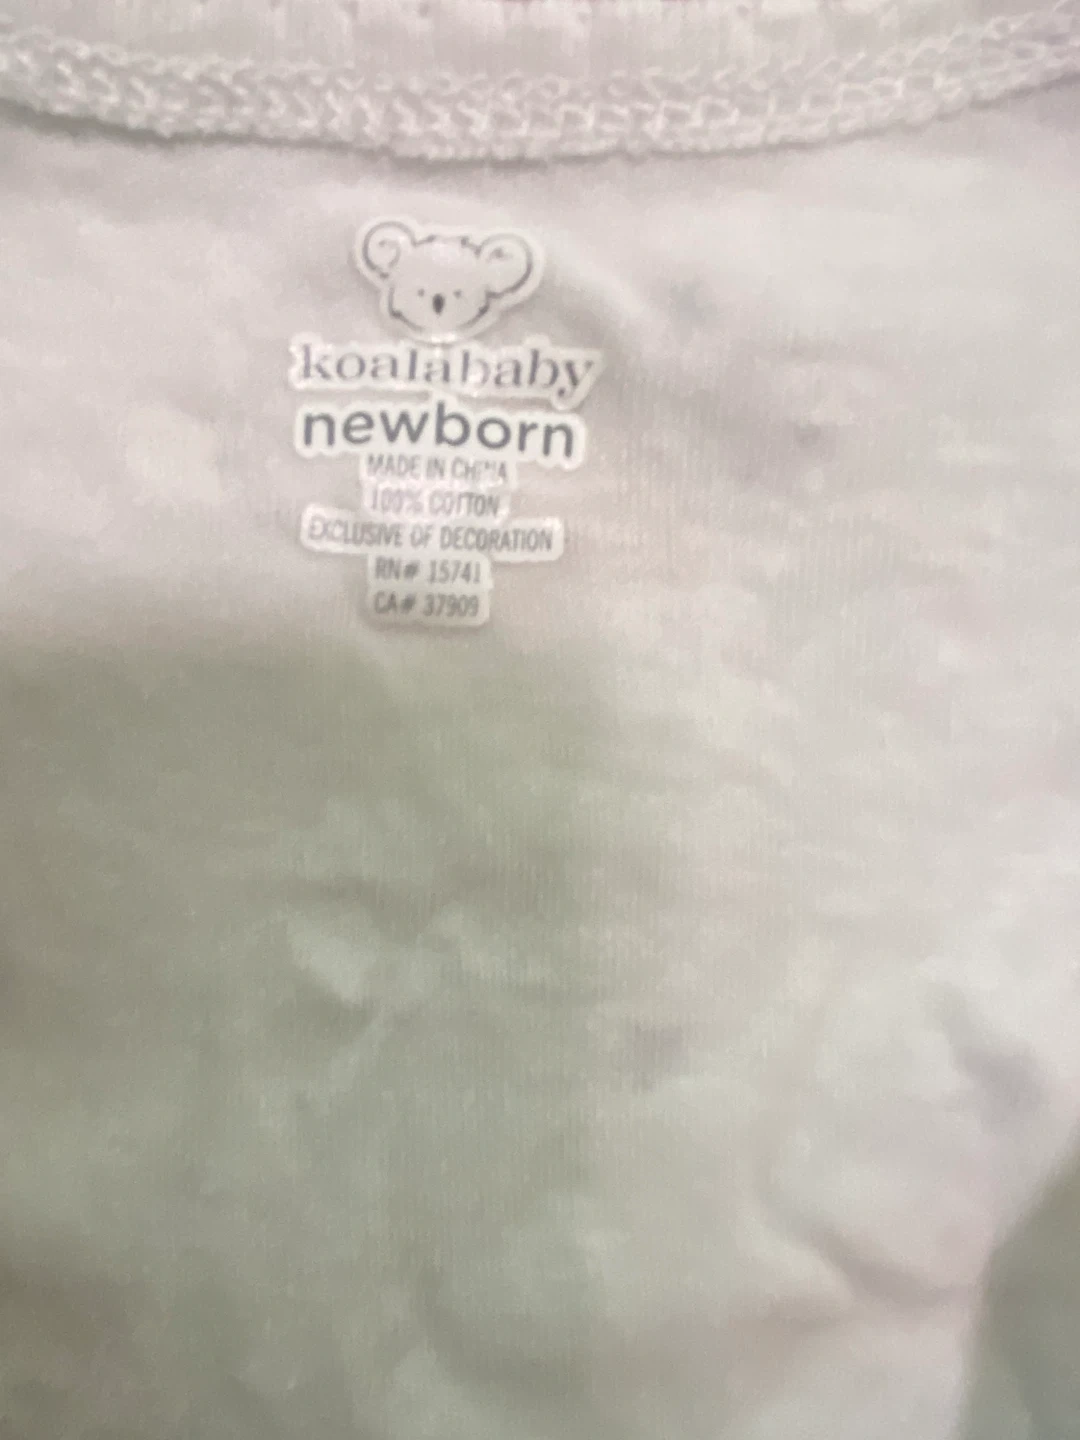 koalababy
newborn
MADE IN CHINA
100% COTTON
EXCLUSIVE OF DECORATION
RN# 15741
CA# 37909